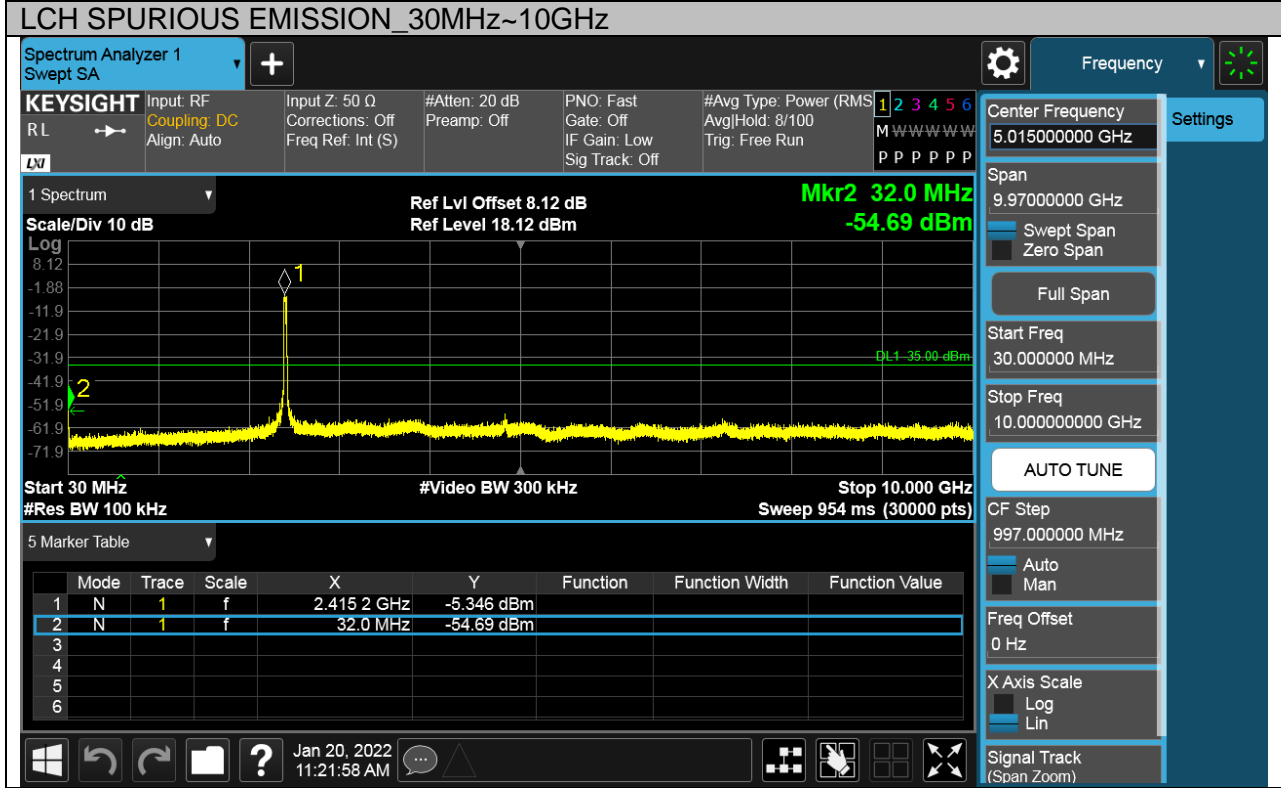 LCH SPURIOUS EMISSION_30MHz~10GHz
Spectrum Analyzer 1
Swept SA
+
Frequency
KEYSIGHT
RL
LXI
Input: RF
Coupling: DC
Align: Auto
Input Z: 50 Ω
Corrections: Off
Freq Ref: Int (S)
#Atten: 20 dB
Preamp: Off
PNO: Fast
Gate: Off
IF Gain: Low
Sig Track: Off
#Avg Type: Power (RMS
Avg|Hold: 8/100
Trig: Free Run
1 2 3 4 5 6
M W W W W W
P P P P P P
1 Spectrum
Scale/Div 10 dB
Ref Lvl Offset 8.12 dB
Ref Level 18.12 dBm
Mkr2 32.0 MHz
-54.69 dBm
Log
8.12
-1.88
-11.9
-21.9
-31.9
-41.9
-51.9
-61.9
-71.9
1
2
DL1 -35.00 dBm
Start 30 MHz
#Video BW 300 kHz
Stop 10.000 GHz
#Res BW 100 kHz
Sweep 954 ms (30000 pts)
5 Marker Table
Mode Trace Scale X Y Function Function Width Function Value
1 N 1 f 2.415 2 GHz -5.346 dBm
2 N 1 f 32.0 MHz -54.69 dBm
3
4
5
6
?
Jan 20, 2022
11:21:58 AM
Center Frequency
5.015000000 GHz
Settings
Span
9.97000000 GHz
Swept Span
Zero Span
Full Span
Start Freq
30.000000 MHz
Stop Freq
10.000000000 GHz
AUTO TUNE
CF Step
997.000000 MHz
Auto
Man
Freq Offset
0 Hz
X Axis Scale
Log
Lin
Signal Track
(Span Zoom)